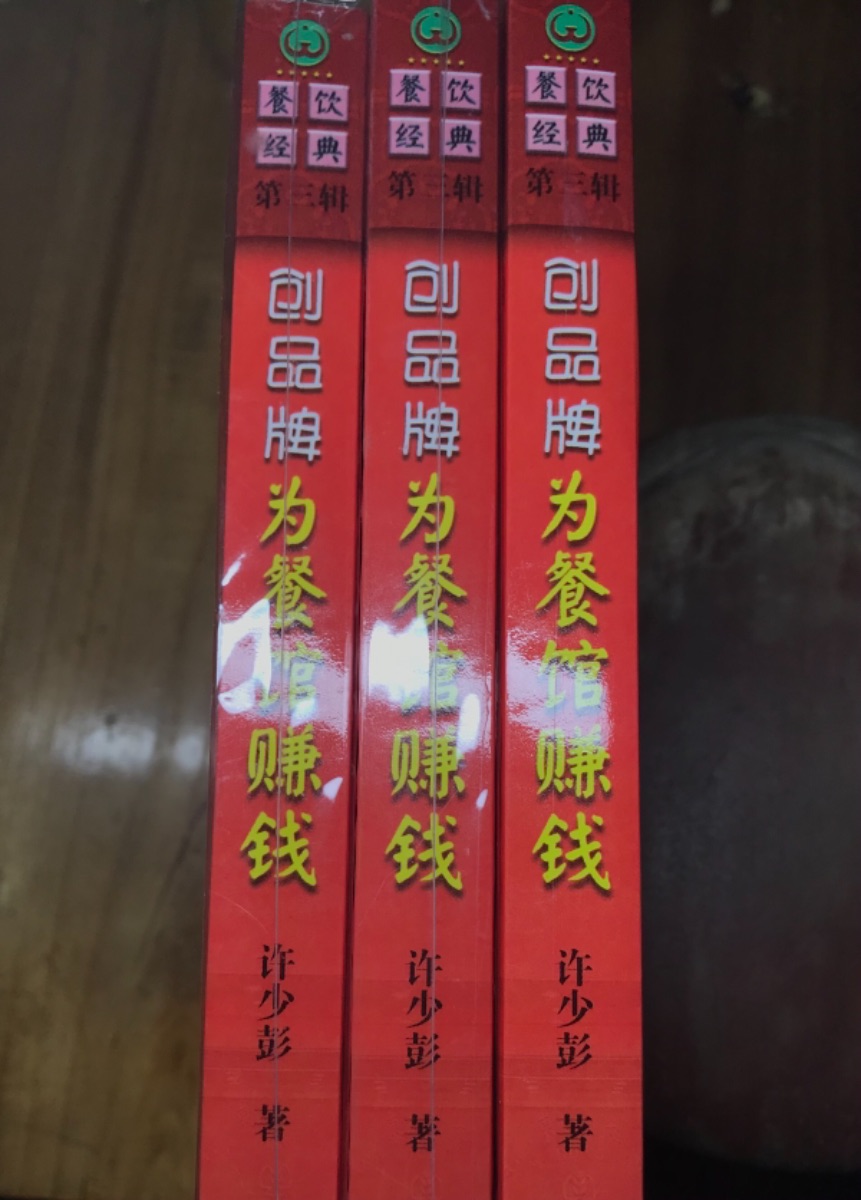 餐饮
经典
第三辑
创品牌为餐馆赚钱
许少彭 著
餐饮
经典
第三辑
创品牌为餐馆赚钱
许少彭 著
餐饮
经典
第三辑
创品牌为餐馆赚钱
许少彭 著